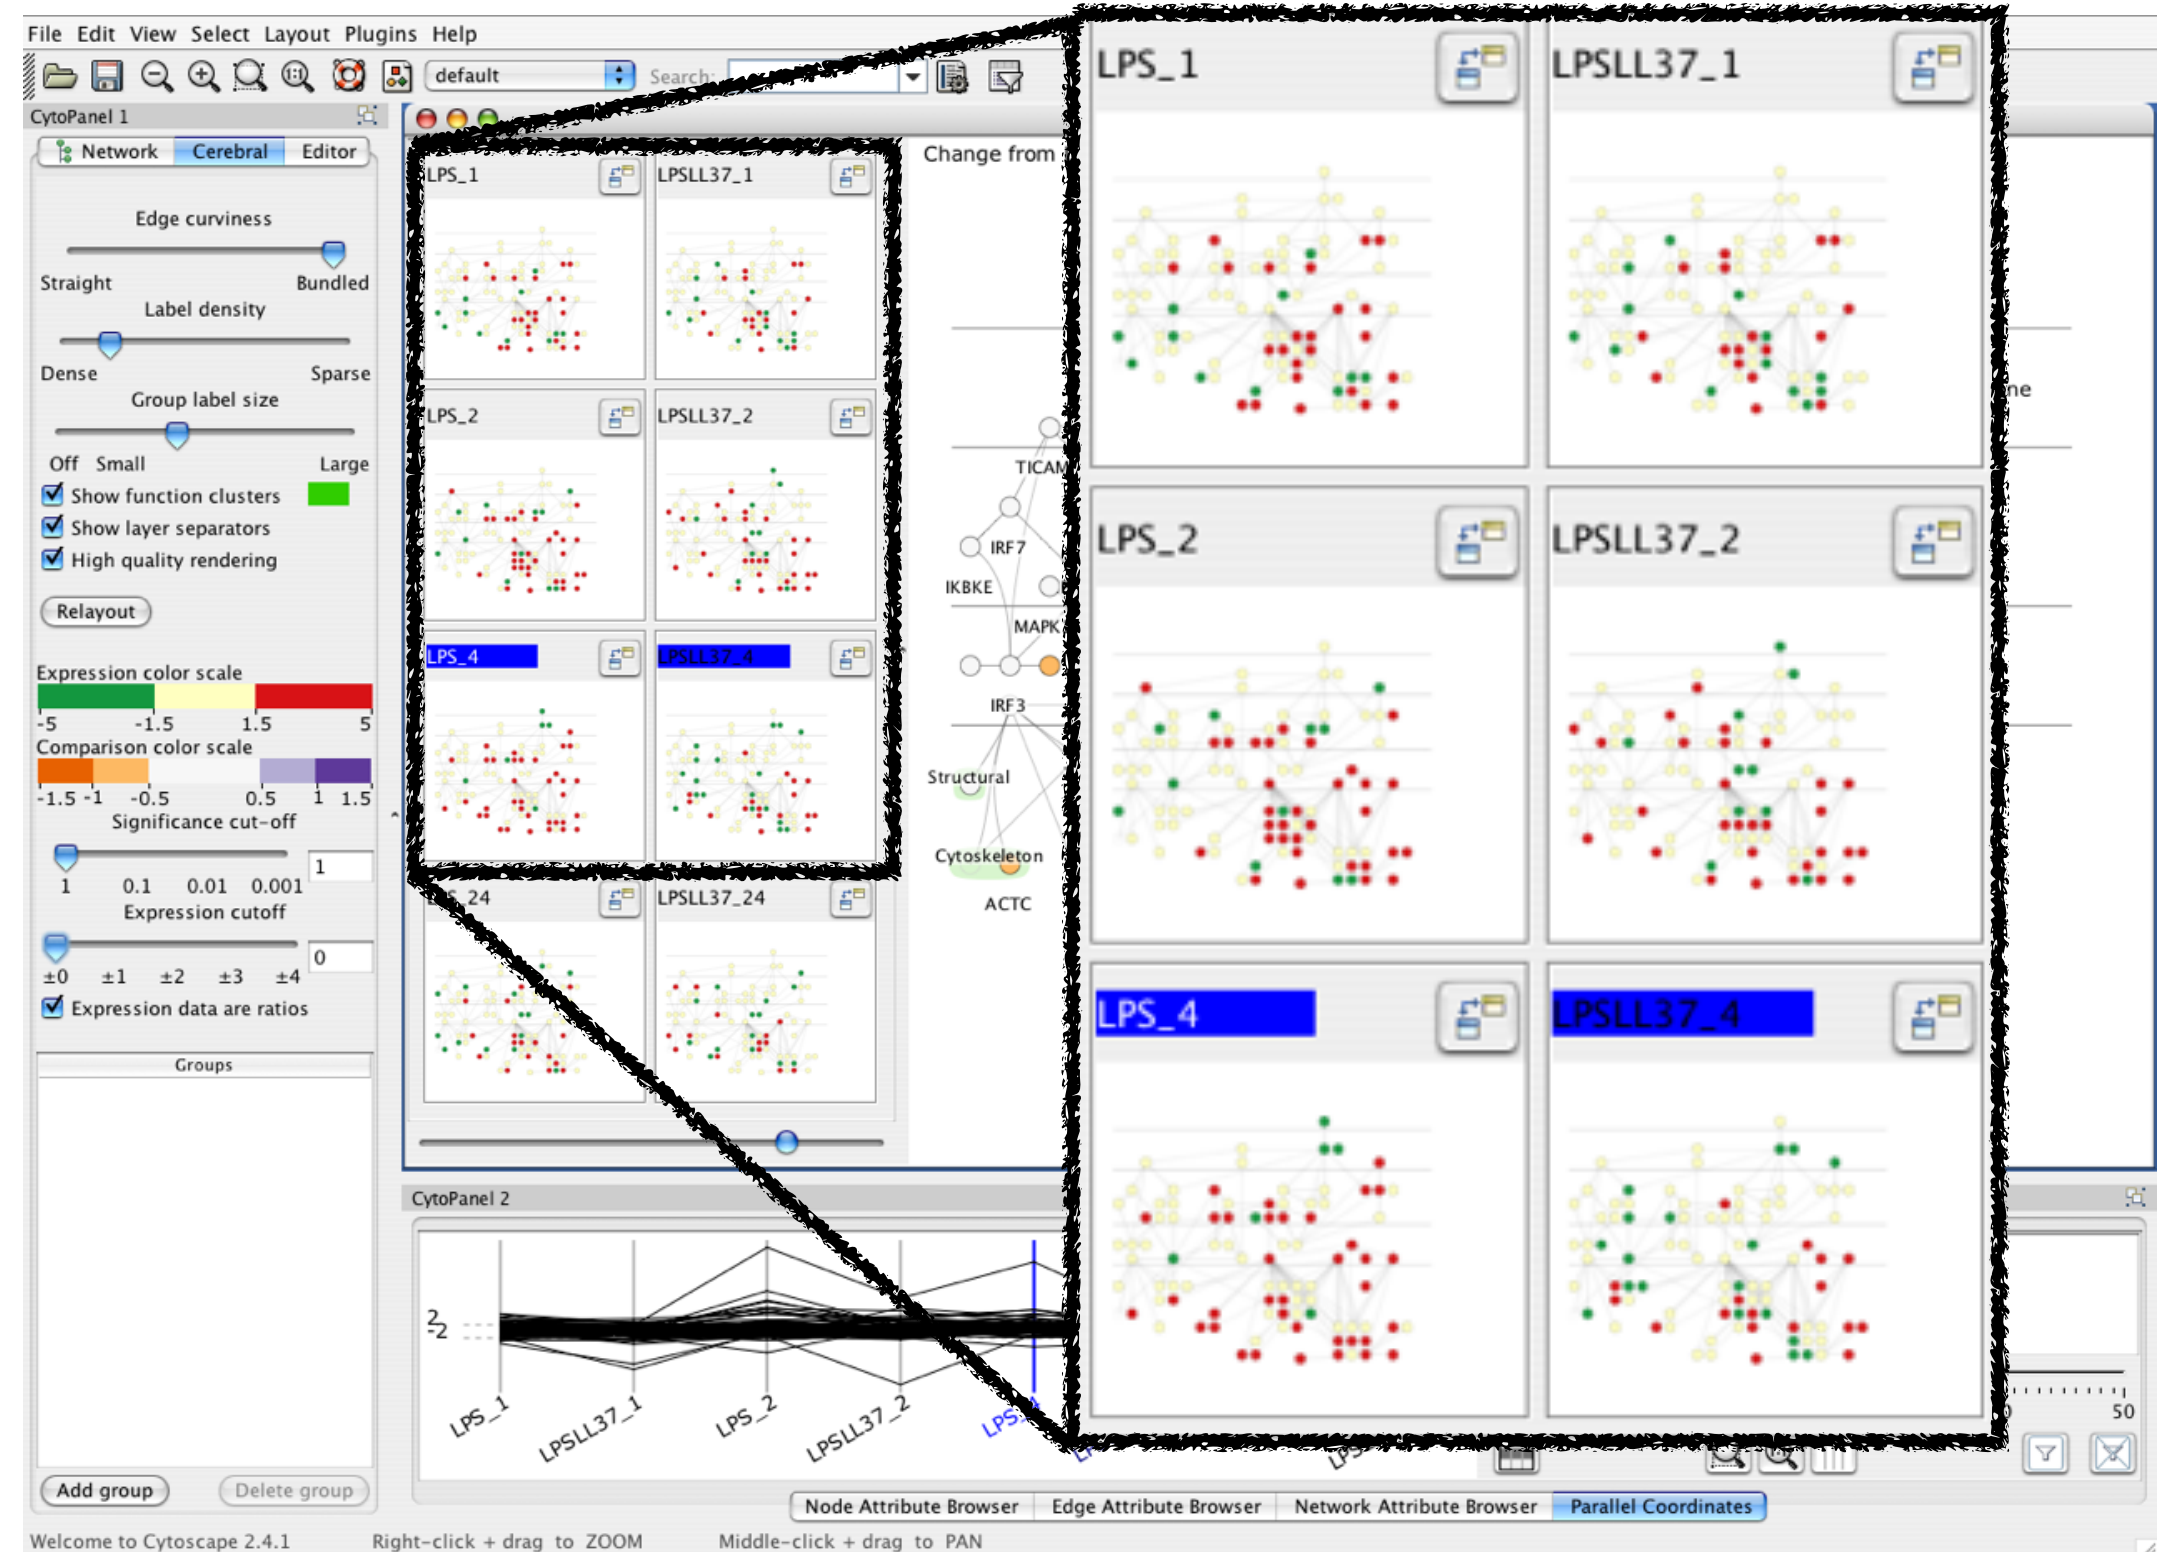 File Edit View Select Layout Plugins Help
default
Search:
CytoPanel 1
Network Cerebral Editor
Edge curviness
Straight Bundled
Label density
Dense Sparse
Group label size
Off Small Large
Show function clusters
Show layer separators
High quality rendering
Relayout
Expression color scale
-5 -1.5 1.5 5
Comparison color scale
-1.5 -1 -0.5 0.5 1 1.5
Significance cut-off
1
1 0.1 0.01 0.001
Expression cutoff
0
±0 ±1 ±2 ±3 ±4
Expression data are ratios
Groups
Add group Delete group
LPS_1 LPSLL37_1
LPS_2 LPSLL37_2
LPS_4 LPSLL37_4
LPSLL37_24
Change from
TICAM
IRF7
IKBKE
MAPK
IRF3
Structural
Cytoskeleton
ACTC
LPS_1 LPSLL37_1
LPS_2 LPSLL37_2
LPS_4 LPSLL37_4
CytoPanel 2
2
-2
LPS_1 LPSLL37_1 LPS_2 LPSLL37_2 LPS_4
50
Node Attribute Browser Edge Attribute Browser Network Attribute Browser Parallel Coordinates
Welcome to Cytoscape 2.4.1 Right-click + drag to ZOOM Middle-click + drag to PAN